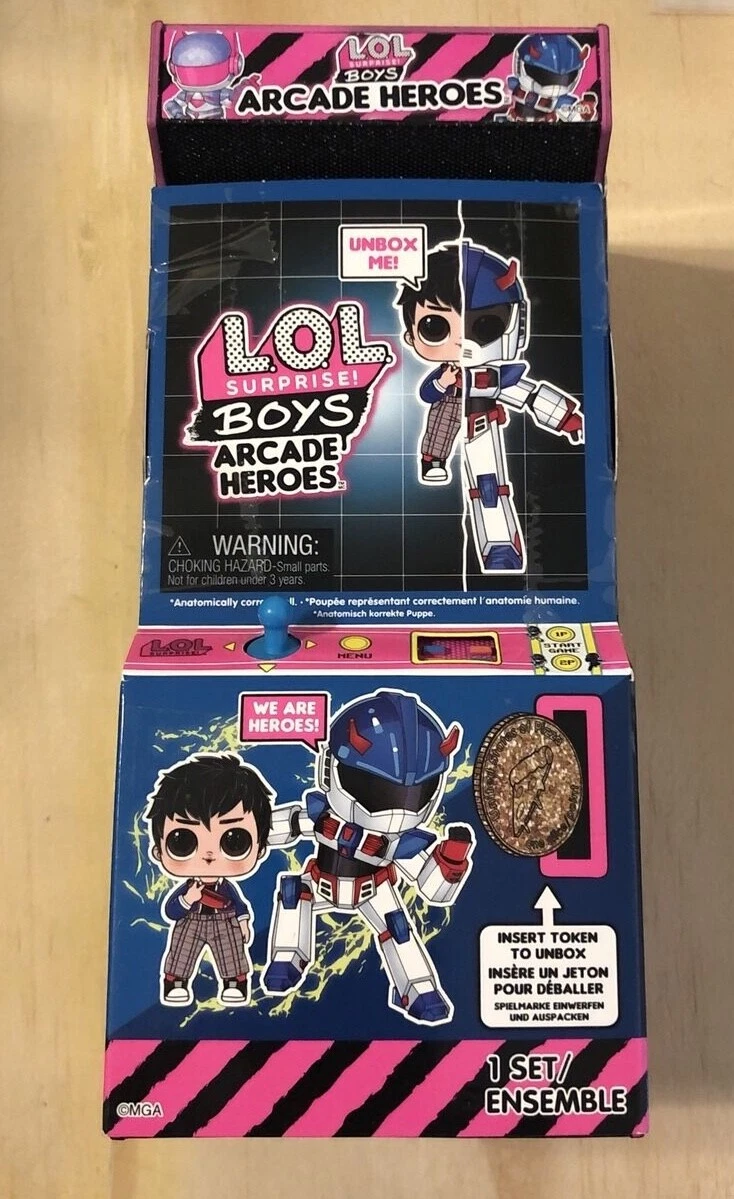 L.O.L.
SURPRISE!
BOYS
ARCADE HEROES
©MGA
UNBOX
ME!
L.O.L.
SURPRISE!
BOYS
ARCADE
HEROES
WARNING:
CHOKING HAZARD-Small parts.
Not for children under 3 years.
*Anatomically · *Poupée représentant correctement l'anatomie humaine.
*Anatomisch korrekte Puppe.
L.O.L.
SURPRISE!
MENU
1P
START
GAME
2P
WE ARE
HEROES!
INSERT TOKEN
TO UNBOX
INSÈRE UN JETON
POUR DÉBALLER
SPIELMARKE EINWERFEN
UND AUSPACKEN
1 SET/
ENSEMBLE
©MGA